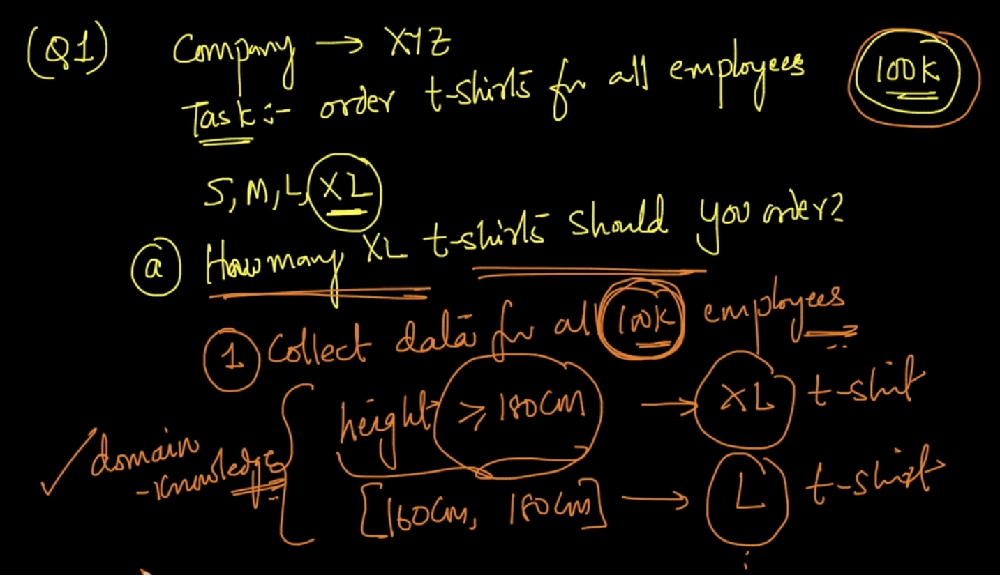 (Q1) Company → XYZ
Task:- order t-shirts for all employees 100K
S, M, L, XL
(a) How many XL t-shirts should you order?
(1) Collect data for all 100k employees
height ≥ 180cm → XL t-shirt
domain
-knowledge
[160cm, 180cm] → L t-shirt